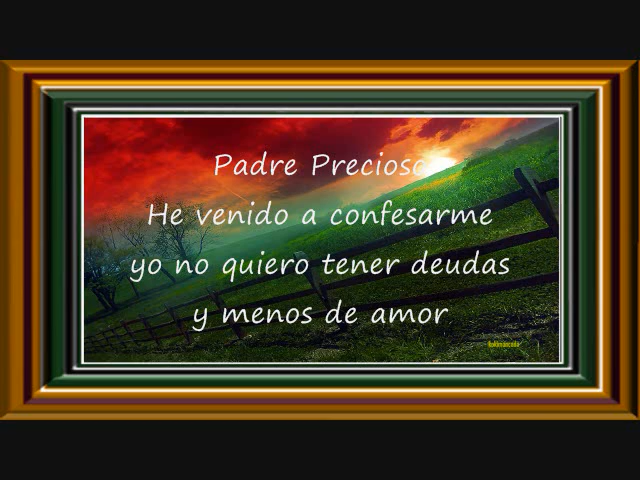 Padre Precioso
He venido a confesarme
yo no quiero tener deudas
y menos de amor